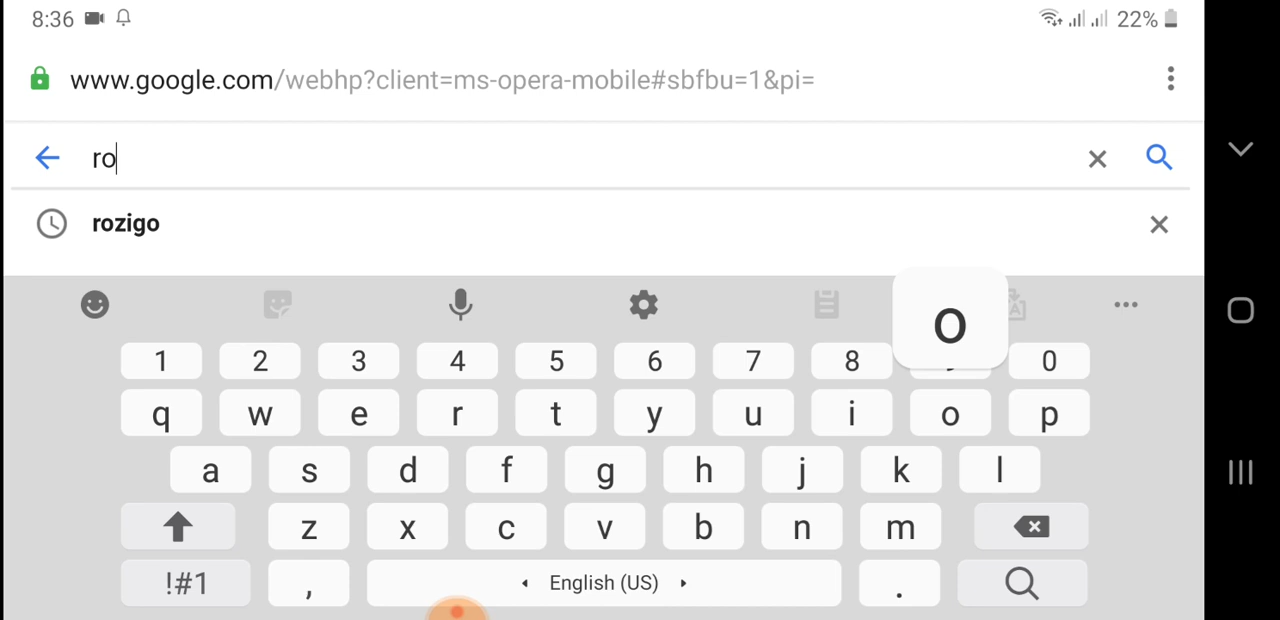 8:36 22%
www.google.com/webhp?client=ms-opera-mobile#sbfbu=1&pi=
ro
rozigo
o
1 2 3 4 5 6 7 8 0
q w e r t y u i o p
a s d f g h j k l
z x c v b n m
!#1 , English (US) .